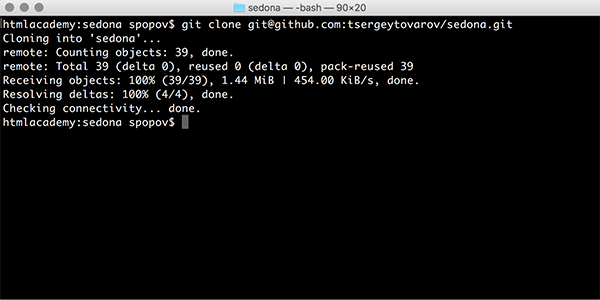 sedona — -bash — 90×20
htmlacademy:sedona spopov$ git clone git@github.com:tsergeytovarov/sedona.git
Cloning into 'sedona'...
remote: Counting objects: 39, done.
remote: Total 39 (delta 0), reused 0 (delta 0), pack-reused 39
Receiving objects: 100% (39/39), 1.44 MiB | 454.00 KiB/s, done.
Resolving deltas: 100% (4/4), done.
Checking connectivity... done.
htmlacademy:sedona spopov$